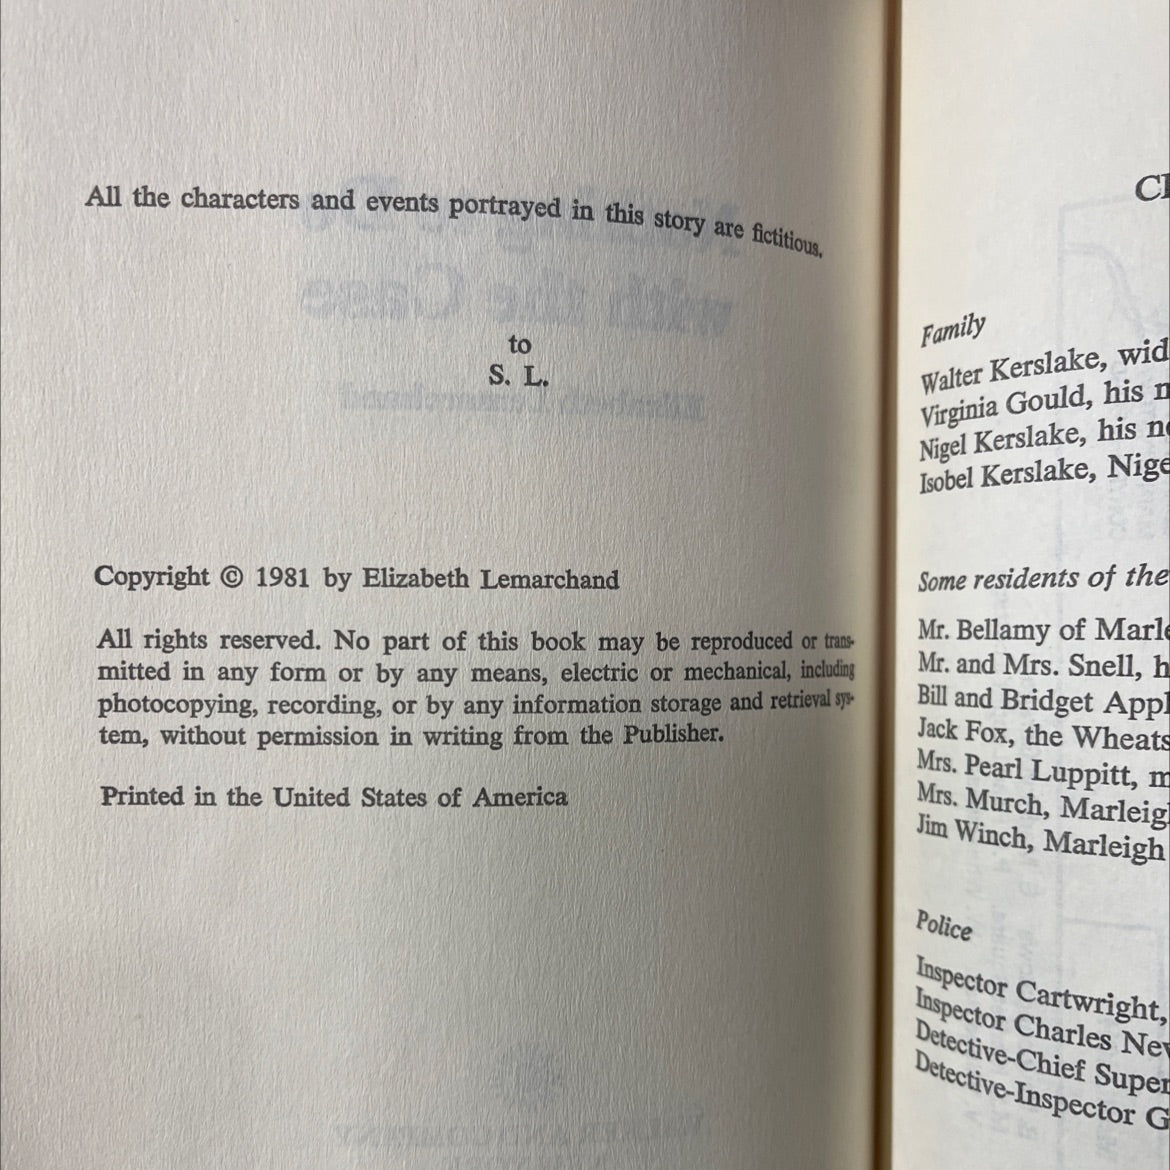 All the characters and events portrayed in this story are fictitious.
to
S. L.
Copyright © 1981 by Elizabeth Lemarchand
All rights reserved. No part of this book may be reproduced or trans-
mitted in any form or by any means, electric or mechanical, including
photocopying, recording, or by any information storage and retrieval sys-
tem, without permission in writing from the Publisher.
Printed in the United States of America
Family
Walter Kerslake, wid
Virginia Gould, his
Nigel Kerslake, his
Isobel Kerslake, Nige
Some residents of the
Mr. Bellamy of Marle
Mr. and Mrs. Snell, h
Bill and Bridget Appl
Jack Fox, the Wheats
Mrs. Pearl Luppitt, m
Mrs. Murch, Marleig
Jim Winch, Marleigh
Police
Inspector Cartwright,
Inspector Charles Nev
Detective-Chief Super
Detective-Inspector G